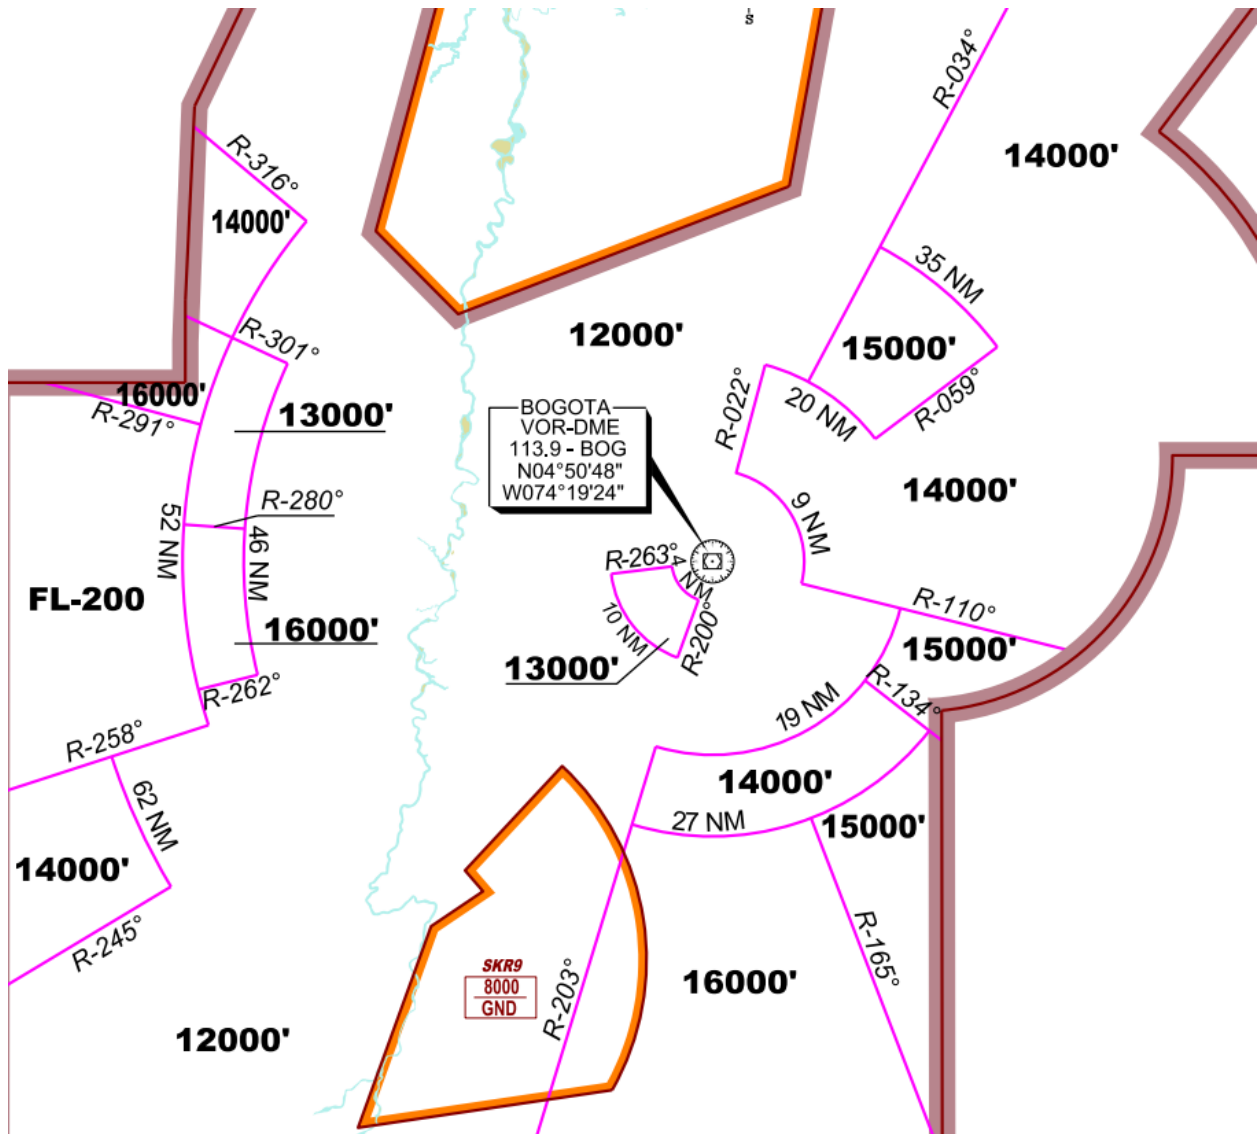 S
R-034°
R-316°
14000'
14000'
35 NM
R-301°
12000'
15000'
R-022°
R-059°
16000'
R-291°
13000'
20 NM
BOGOTA
VOR-DME
113.9 - BOG
N04°50'48"
W074°19'24"
R-280°
14000'
9 NM
52 NM
46 NM
R-263°
4 NM
FL-200
10 NM
R-200°
R-110°
16000'
13000'
15000'
R-262°
R-134°
19 NM
R-258°
14000'
62 NM
27 NM
15000'
14000'
R-245°
R-165°
SKR9
8000
GND
R-203°
16000'
12000'